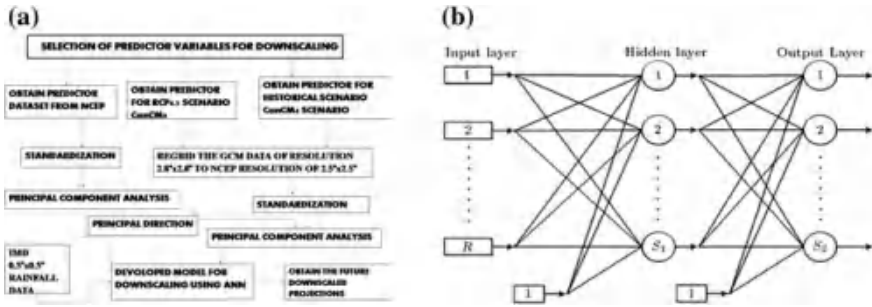 (a)
SELECTION OF PREDICTOR VARIABLES FOR DOWNSCALING
OBTAIN PREDICTOR
DATASET FROM NCEP
OBTAIN PREDICTOR
FOR RCP8.5 SCENARIO
CanCM4
OBTAIN PREDICTOR FOR
HISTORICAL SCENARIO
CanCM4 SCENARIO
STANDARDIZATION
REGRID THE GCM DATA OF RESOLUTION
2.8°x2.8° TO NCEP RESOLUTION OF 2.5°x2.5°
PRINCIPAL COMPONENT ANALYSIS
STANDARDIZATION
PRINCIPAL DIRECTION
PRINCIPAL COMPONENT ANALYSIS
IMD
0.5°x0.5°
RAINFALL
DATA
DEVOLOPED MODEL FOR
DOWNSCALING USING ANN
OBTAIN THE FUTURE
DOWNSCALED
PROJECTIONS
(b)
Input layer
Hidden layer
Output Layer
1
1
1
2
2
2
R
S1
S2
1
1